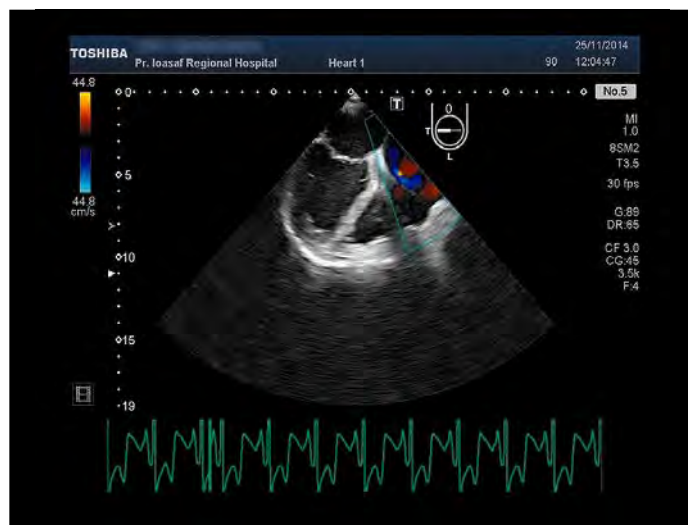 TOSHIBA
25/11/2014
Pr. Ioasaf Regional Hospital Heart 1 90 12:04:47
44.8
44.8
cm/s
0
5
10
15
19
T
0
T
L
No.5
MI
1.0
8SM2
T3.5
30 fps
G:89
DR:65
CF 3.0
CG:45
3.5k
F:4